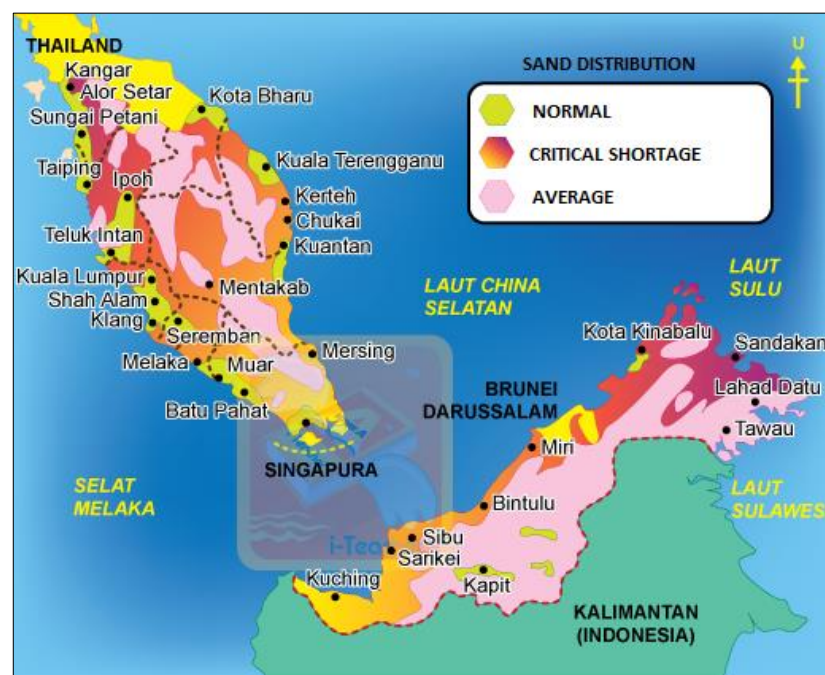 THAILAND
Kangar
Alor Setar
Sungai Petani
Taiping
Ipoh
Teluk Intan
Kuala Lumpur
Shah Alam
Klang
Seremban
Melaka
Muar
Batu Pahat
Kota Bharu
Kuala Terengganu
Kerteh
Chukai
Kuantan
Mentakab
Mersing
SINGAPURA
SELAT
MELAKA
SAND DISTRIBUTION
NORMAL
CRITICAL SHORTAGE
AVERAGE
U
LAUT CHINA
SELATAN
LAUT
SULU
Kota Kinabalu
Sandakan
BRUNEI
DARUSSALAM
Lahad Datu
Tawau
Miri
LAUT
SULAWES
Bintulu
Sibu
Sarikei
Kuching
Kapit
KALIMANTAN
(INDONESIA)